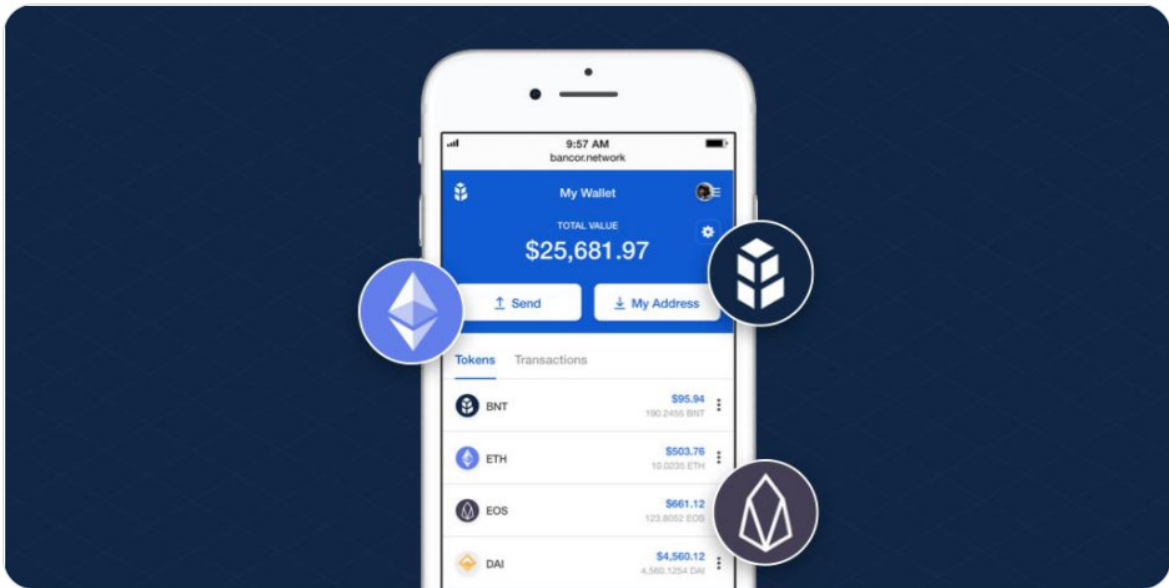 9:57 AM
bancor.network
My Wallet
TOTAL VALUE
$25,681.97
Send
My Address
Tokens Transactions
BNT
$95.94
190.2455 BNT
ETH
$503.76
10.0235 ETH
EOS
$661.12
123.8052 EOS
DAI
$4,560.12
4,560.1254 DAI